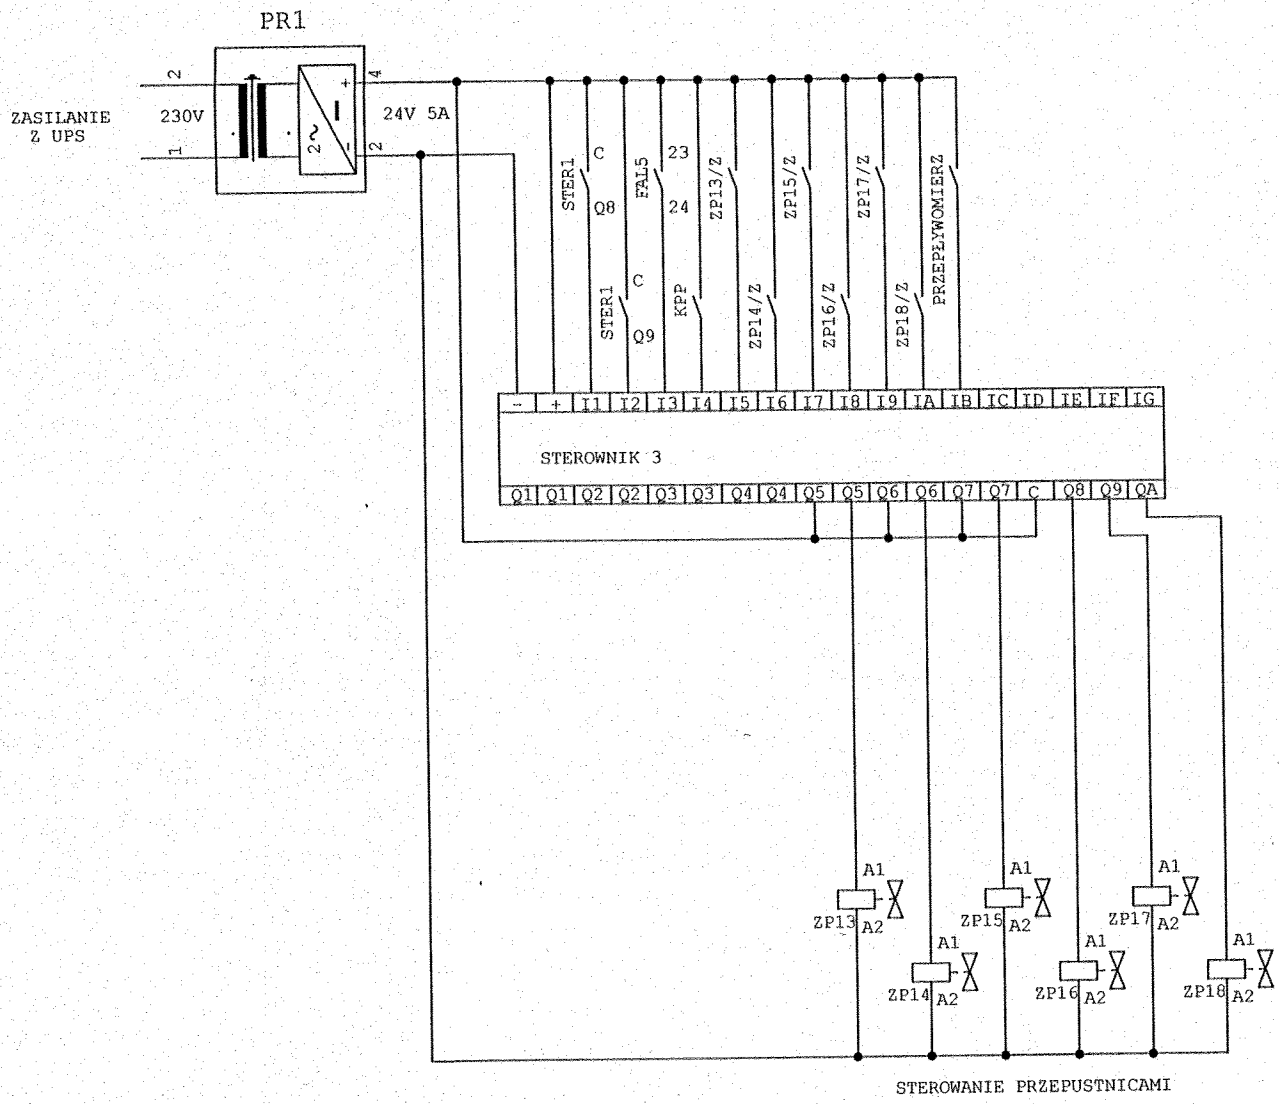 PR1
2
4
ZASILANIE
Z UPS
230V
24V 5A
+
2~
-
1
2
STER1
C
Q8
FAL5
23
24
ZP13/Z
ZP15/Z
ZP17/Z
PRZEPŁYWOMIERZ
STER1
C
Q9
KPP
ZP14/Z
ZP16/Z
ZP18/Z
- + I1 I2 I3 I4 I5 I6 I7 I8 I9 IA IB IC ID IE IF IG
STEROWNIK 3
Q1 Q1 Q2 Q2 Q3 Q3 Q4 Q4 Q5 Q5 Q6 Q6 Q7 Q7 C Q8 Q9 QA
A1
ZP13
A2
A1
ZP15
A2
A1
ZP17
A2
A1
ZP14
A2
A1
ZP16
A2
A1
ZP18
A2
STEROWANIE PRZEPUSTNICAMI